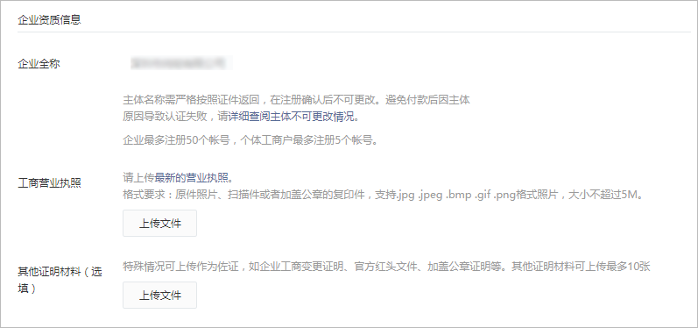 企业资质信息
企业全称
主体名称需严格按照证件返回，在注册确认后不可更改。避免付款后因主体
原因导致认证失败，请详细查阅主体不可更改情况。
企业最多注册50个帐号，个体工商户最多注册5个帐号。
工商营业执照
请上传最新的营业执照。
格式要求：原件照片、扫描件或者加盖公章的复印件，支持.jpg .jpeg .bmp .gif .png格式照片，大小不超过5M。
上传文件
其他证明材料（选
填）
特殊情况可上传作为佐证，如企业工商变更证明、官方红头文件、加盖公章证明等。其他证明材料可上传最多10张
上传文件